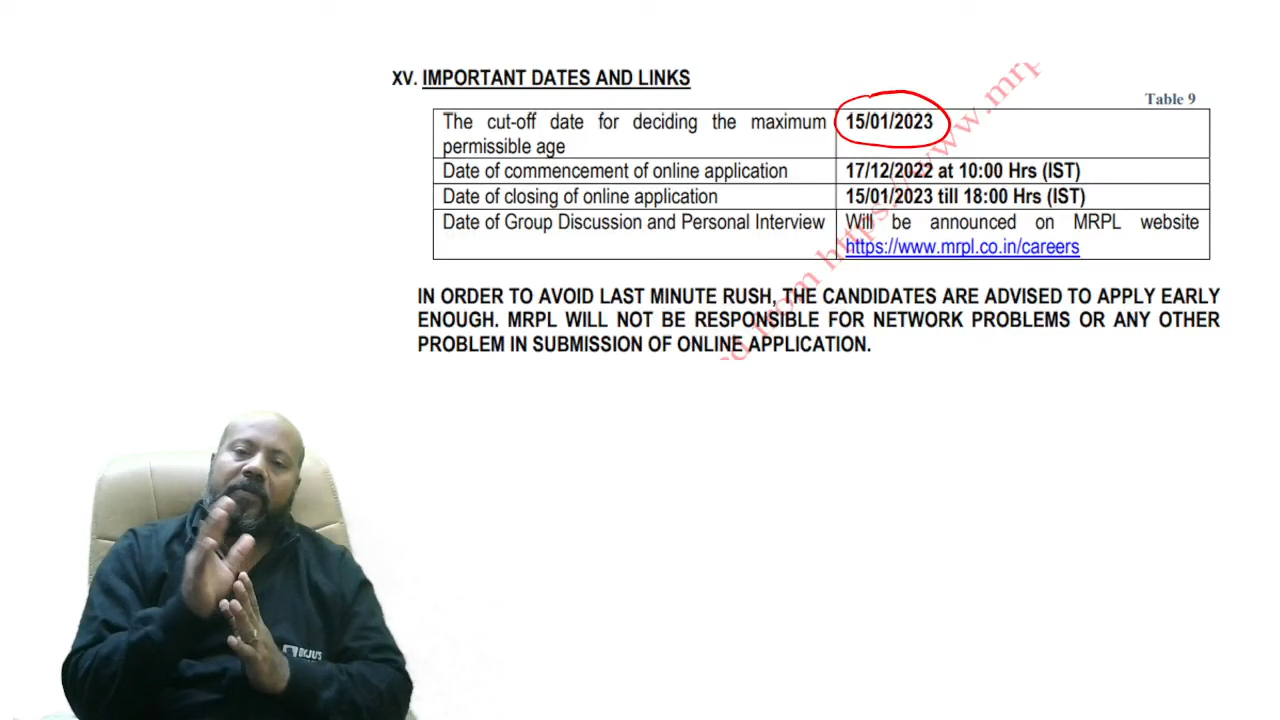 XV. IMPORTANT DATES AND LINKS
Table 9
The cut-off date for deciding the maximum permissible age
15/01/2023
Date of commencement of online application
17/12/2022 at 10:00 Hrs (IST)
Date of closing of online application
15/01/2023 till 18:00 Hrs (IST)
Date of Group Discussion and Personal Interview
Will be announced on MRPL website
https://www.mrpl.co.in/careers
IN ORDER TO AVOID LAST MINUTE RUSH, THE CANDIDATES ARE ADVISED TO APPLY EARLY
ENOUGH. MRPL WILL NOT BE RESPONSIBLE FOR NETWORK PROBLEMS OR ANY OTHER
PROBLEM IN SUBMISSION OF ONLINE APPLICATION.
from https://www.mrp
BYJU'S